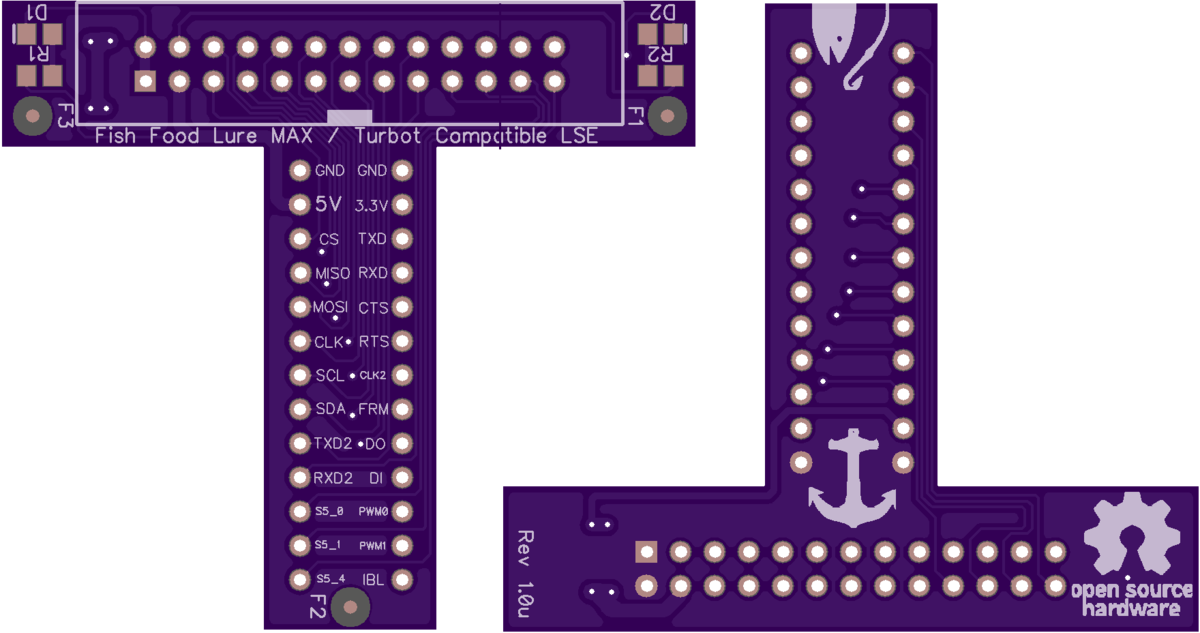 D1
D2
R1
R2
F3
F1
Fish Food Lure MAX / Turbot Compatible LSE
GND GND
5V 3.3V
CS TXD
MISO RXD
MOSI CTS
CLK RTS
SCL CLK2
SDA FRM
TXD2 DO
RXD2 DI
S5_0 PWM0
S5_1 PWM1
S5_4 IBL
F2
Rev 1.0u
open source
hardware